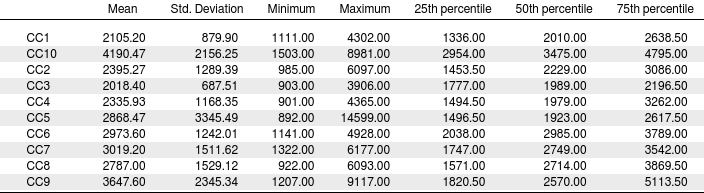 Mean Std. Deviation Minimum Maximum 25th percentile 50th percentile 75th percentile
CC1 2105.20 879.90 1111.00 4302.00 1336.00 2010.00 2638.50
CC10 4190.47 2156.25 1503.00 8981.00 2954.00 3475.00 4795.00
CC2 2395.27 1289.39 985.00 6097.00 1453.50 2229.00 3086.00
CC3 2018.40 687.51 903.00 3906.00 1777.00 1989.00 2196.50
CC4 2335.93 1168.35 901.00 4365.00 1494.50 1979.00 3262.00
CC5 2868.47 3345.49 892.00 14599.00 1496.50 1923.00 2617.50
CC6 2973.60 1242.01 1141.00 4928.00 2038.00 2985.00 3789.00
CC7 3019.20 1511.62 1322.00 6177.00 1747.00 2749.00 3542.00
CC8 2787.00 1529.12 922.00 6093.00 1571.00 2714.00 3869.50
CC9 3647.60 2345.34 1207.00 9117.00 1820.50 2570.00 5113.50